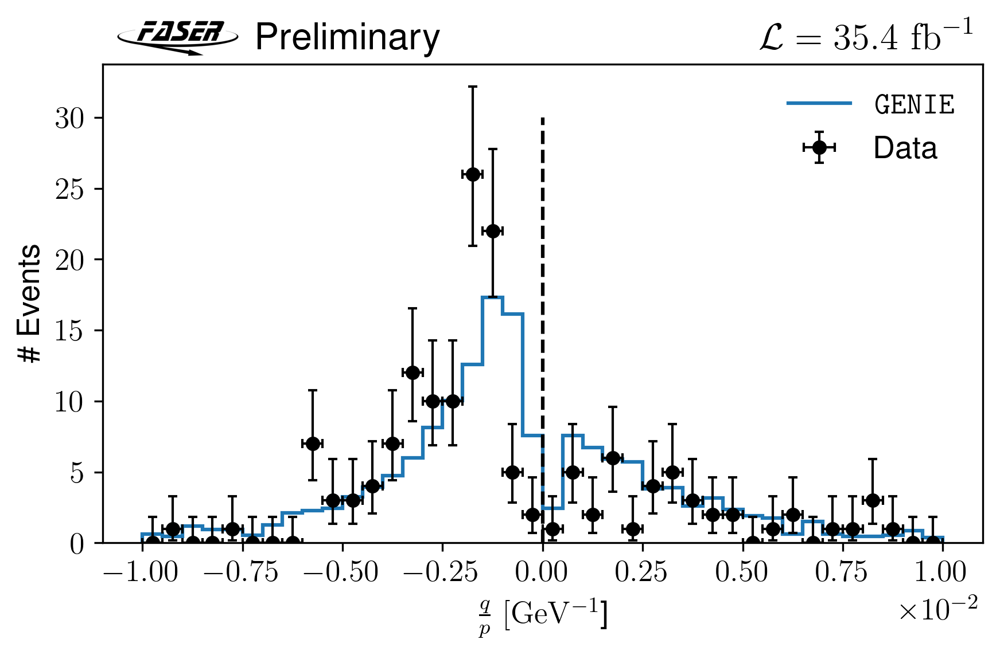 FASER Preliminary
ℒ = 35.4 fb⁻¹
GENIE
Data
# Events
30
25
20
15
10
5
0
−1.00 −0.75 −0.50 −0.25 0.00 0.25 0.50 0.75 1.00
×10⁻²
q/p [GeV⁻¹]